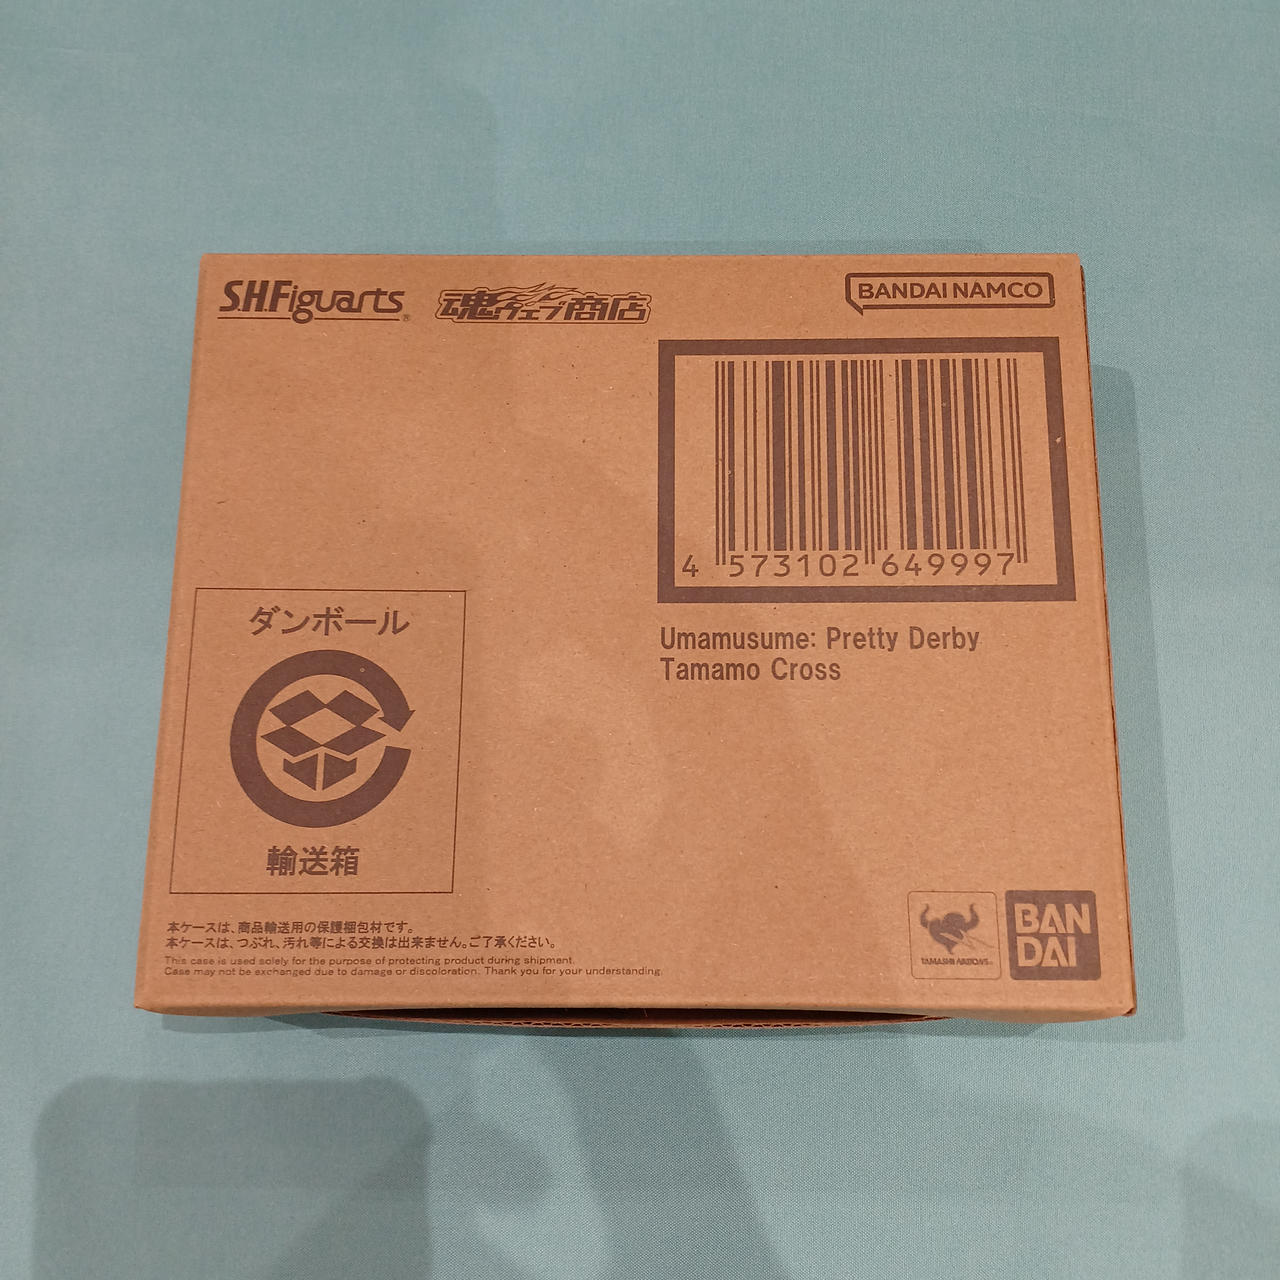 S.H.Figuarts®
魂ウェブ商店
BANDAI NAMCO
4 573102 649997
Umamusume: Pretty Derby
Tamamo Cross
ダンボール
輸送箱
本ケースは、商品輸送用の保護梱包材です。
本ケースは、つぶれ、汚れ等による交換は出来ません。ご了承ください。
This case is used solely for the purpose of protecting product during shipment.
Case may not be exchanged due to damage or discoloration. Thank you for your understanding.
TAMASHII NATIONS
BAN
DAI